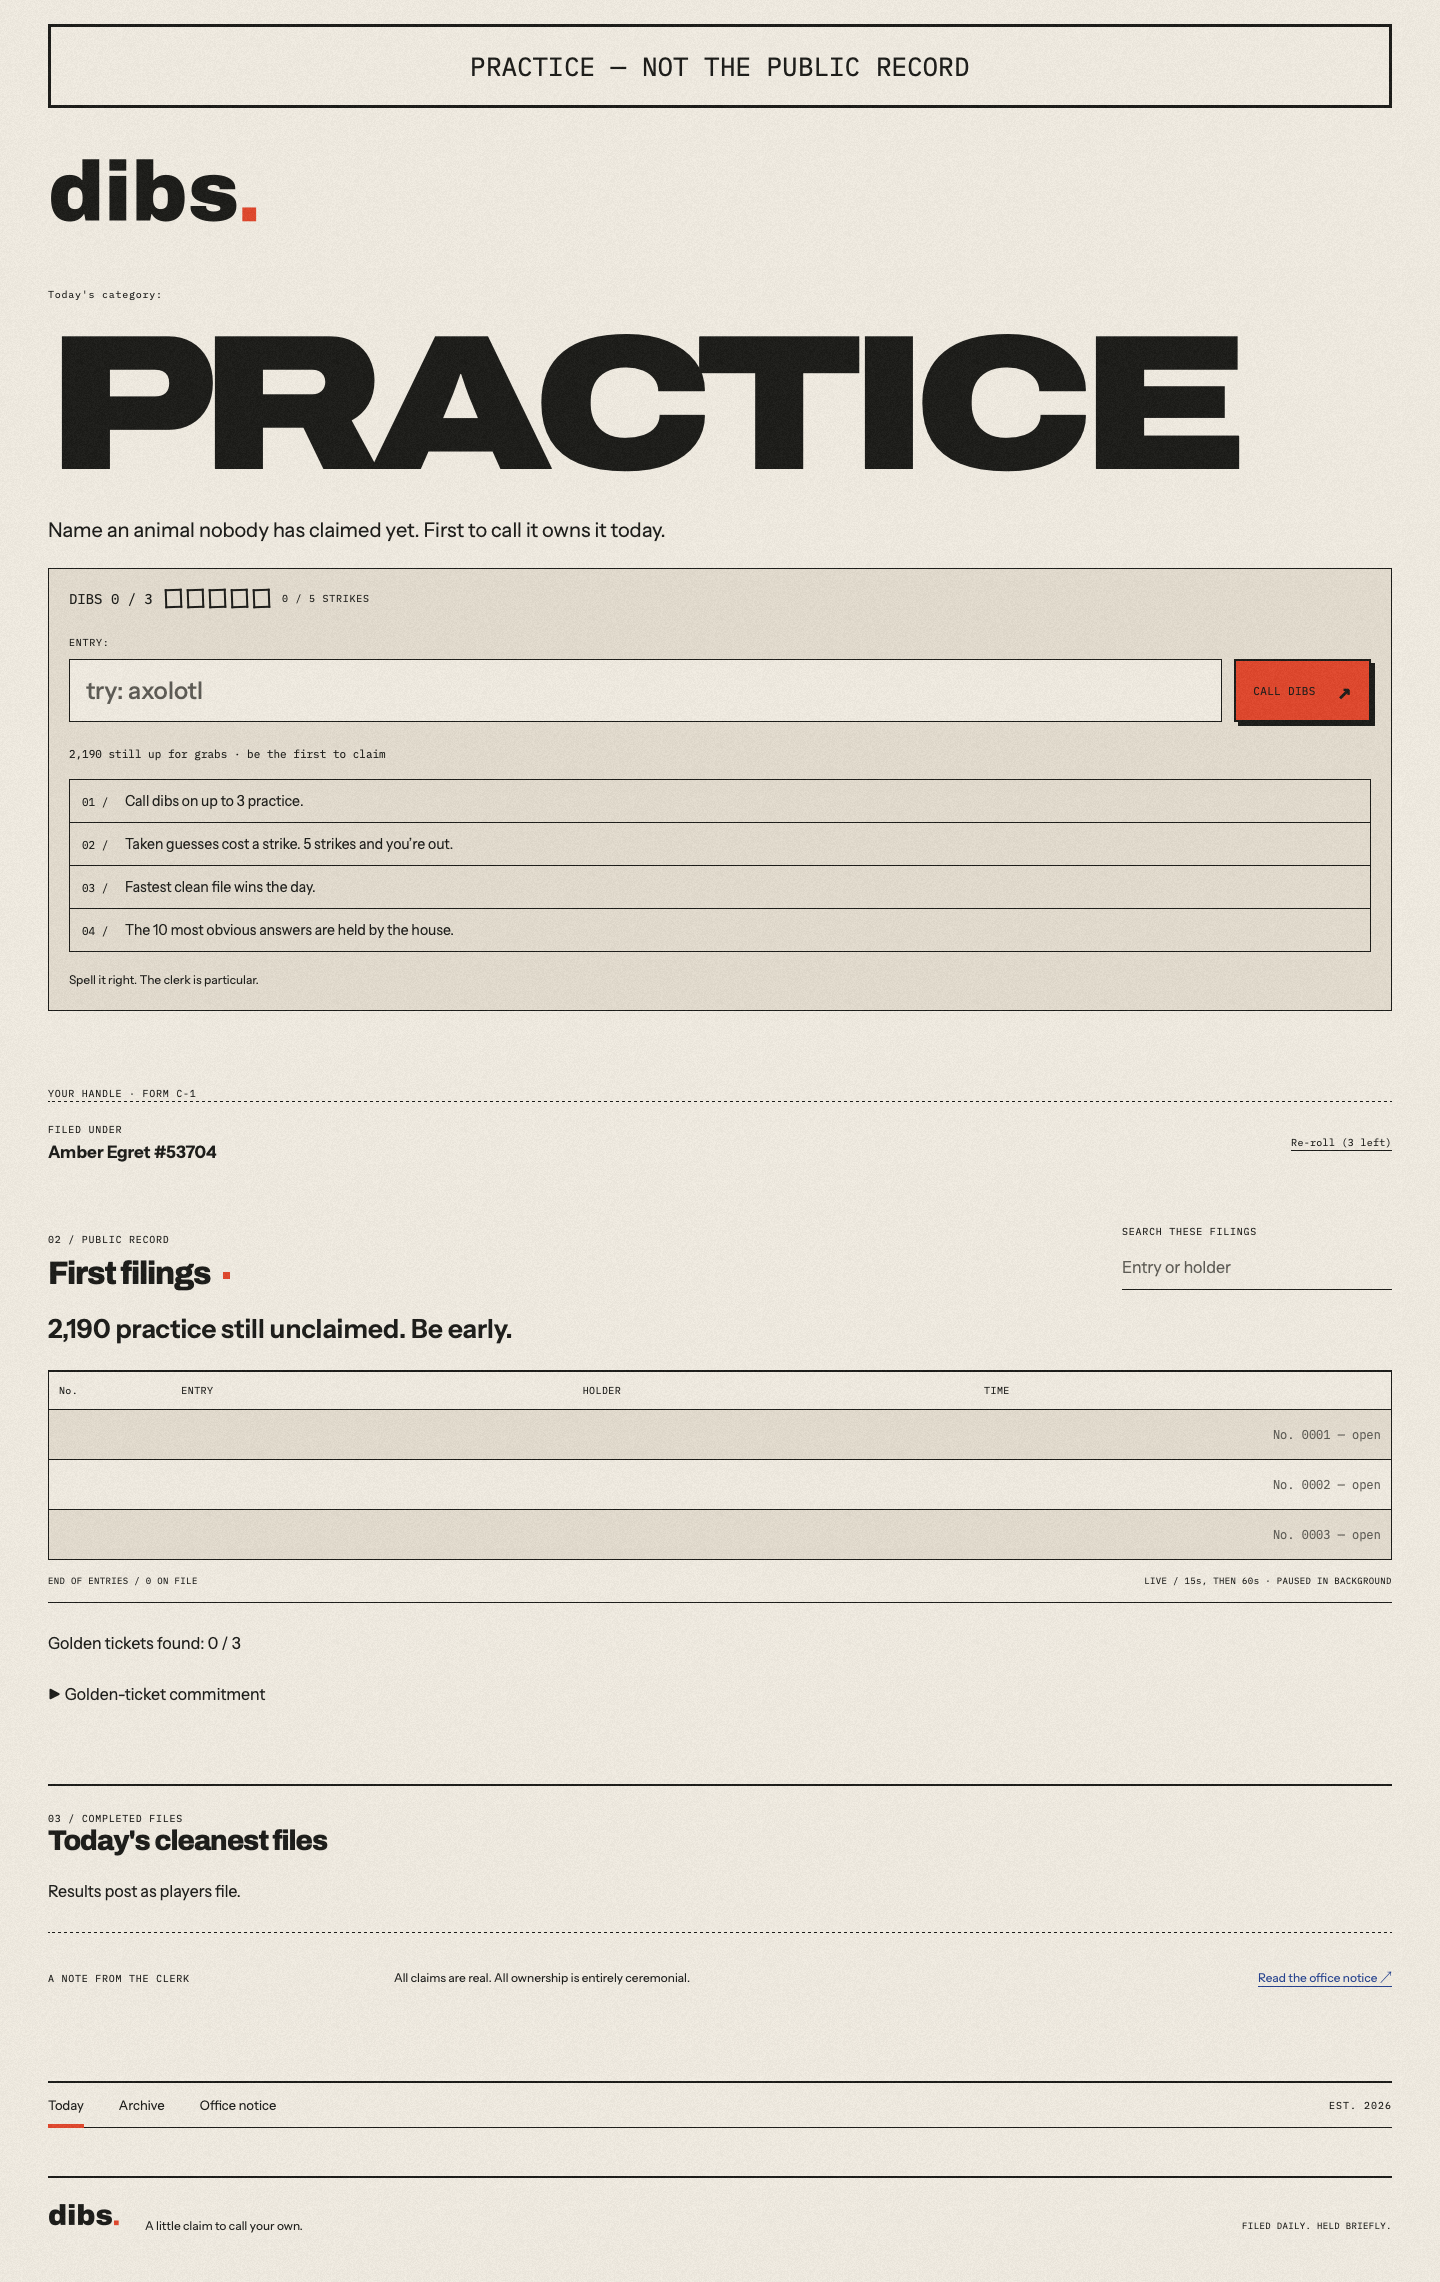 PRACTICE — NOT THE PUBLIC RECORD
dibs.
Today's category:
PRACTICE
Name an animal nobody has claimed yet. First to call it owns it today.
DIBS 0 / 3 0 / 5 STRIKES
ENTRY:
try: axolotl
CALL DIBS ↗
2,190 still up for grabs · be the first to claim
01 / Call dibs on up to 3 practice.
02 / Taken guesses cost a strike. 5 strikes and you're out.
03 / Fastest clean file wins the day.
04 / The 10 most obvious answers are held by the house.
Spell it right. The clerk is particular.
YOUR HANDLE · FORM C-1
FILED UNDER
Amber Egret #53704
Re-roll (3 left)
02 / PUBLIC RECORD
First filings
SEARCH THESE FILINGS
Entry or holder
2,190 practice still unclaimed. Be early.
No. ENTRY HOLDER TIME
No. 0001 — open
No. 0002 — open
No. 0003 — open
END OF ENTRIES / 0 ON FILE
LIVE / 15s, THEN 60s · PAUSED IN BACKGROUND
Golden tickets found: 0 / 3
▶ Golden-ticket commitment
03 / COMPLETED FILES
Today's cleanest files
Results post as players file.
A NOTE FROM THE CLERK
All claims are real. All ownership is entirely ceremonial.
Read the office notice ↗
Today Archive Office notice
EST. 2026
dibs.
A little claim to call your own.
FILED DAILY. HELD BRIEFLY.